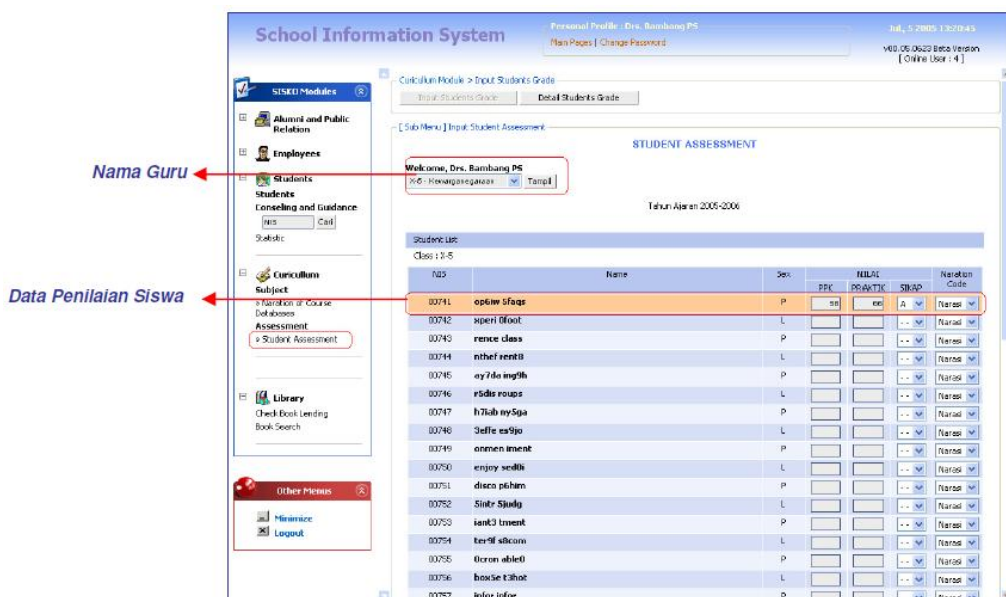 School Information System
Personal Profile : Drs. Bambang PS
Main Pages | Change Password
Jul, 5 2005 13:20:45
v00.05.0623 Beta Version
[ Online User : 4 ]
SISKO Modules
Alumni and Public Relation
Employees
Students
Students
Conseling and Guidance
NIS Cari
Statistic
Curicullum
Subject
» Naration of Course Databases
Assessment
» Student Assessment
Library
Check Book Lending
Book Search
Other Menus
Minimize
Logout
Nama Guru
Data Penilaian Siswa
Curicullum Module > Input Students Grade
Input Students Grade Detail Students Grade
[ Sub Menu ] Input Student Assessment
STUDENT ASSESSMENT
Welcome, Drs. Bambang PS
X-5 - Kewarganegaraan Tampil
Tahun Ajaran 2005-2006
Student List
Class : X-5
NIS Name Sex NILAI Naration Code
PPK PRAKTIK SIKAP
00741 op6iw 5faqs P 66 A Narasi
00742 xperi 0foot L -- Narasi
00743 rence class P -- Narasi
00744 nthef rent8 L -- Narasi
00745 ay7da ing9h P -- Narasi
00746 r5dis roups L -- Narasi
00747 h7iab ny5ga P -- Narasi
00748 3effe es9jo L -- Narasi
00749 onmen iment P -- Narasi
00750 enjoy sed0i L -- Narasi
00751 disco p6him P -- Narasi
00752 5intr 5judg L -- Narasi
00753 iant3 tment P -- Narasi
00754 ter9f s8com L -- Narasi
00755 0cron able0 P -- Narasi
00756 box5e t3hot L -- Narasi
00757 infor infor P